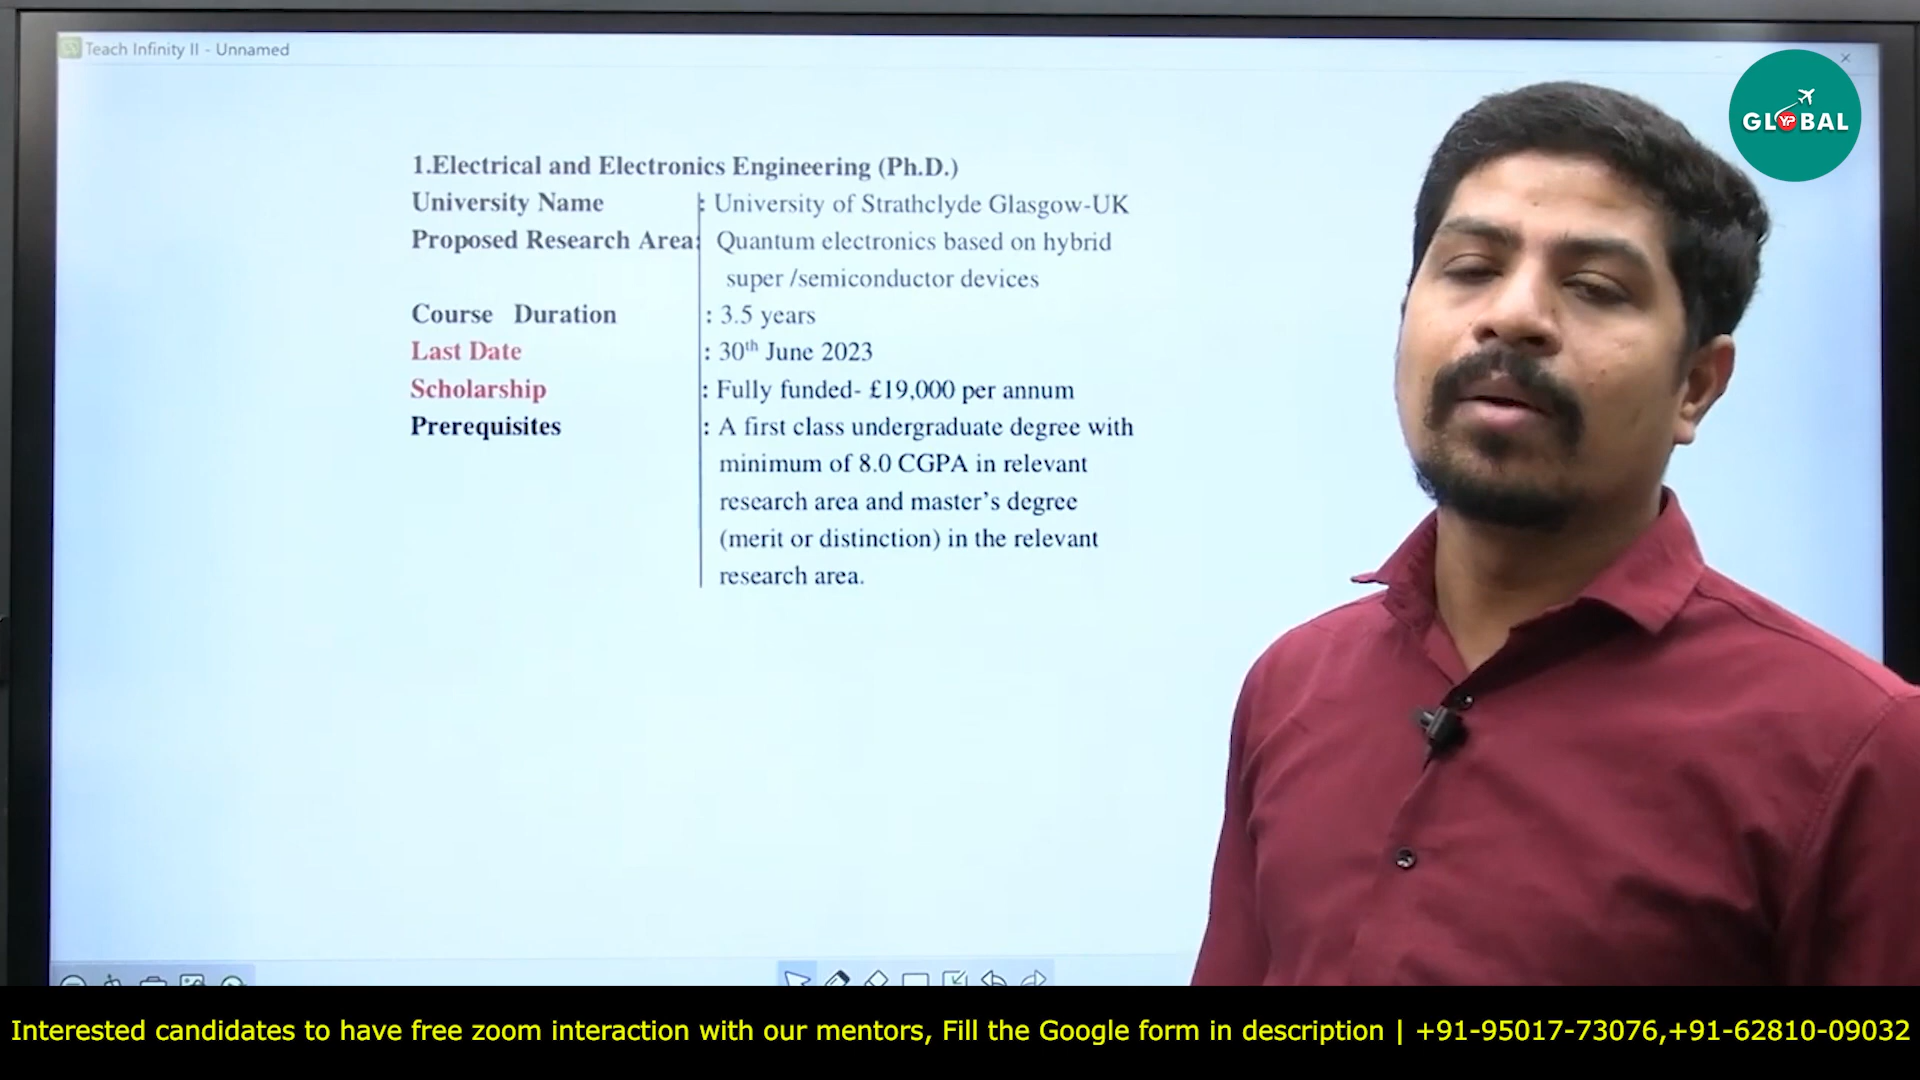 Teach Infinity II - Unnamed
GLOBAL
YP
1.Electrical and Electronics Engineering (Ph.D.)
University Name : University of Strathclyde Glasgow-UK
Proposed Research Area: Quantum electronics based on hybrid
super /semiconductor devices
Course Duration : 3.5 years
Last Date : 30th June 2023
Scholarship : Fully funded- £19,000 per annum
Prerequisites : A first class undergraduate degree with
minimum of 8.0 CGPA in relevant
research area and master’s degree
(merit or distinction) in the relevant
research area.
Interested candidates to have free zoom interaction with our mentors, Fill the Google form in description | +91-95017-73076,+91-62810-09032